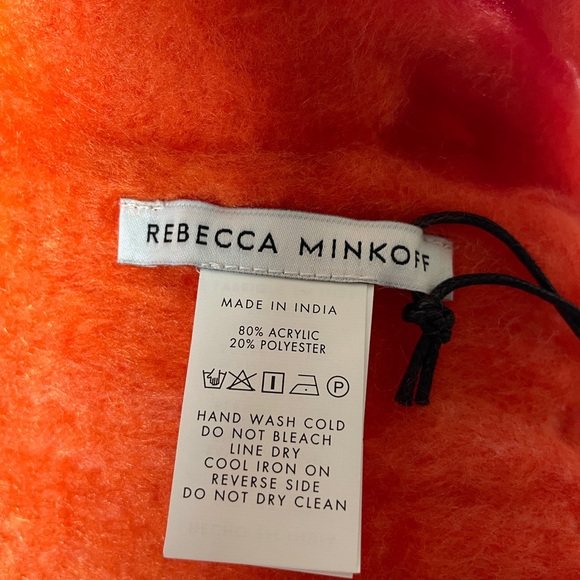 REBECCA MINKOFF
MADE IN INDIA
80% ACRYLIC
20% POLYESTER
P
HAND WASH COLD
DO NOT BLEACH
LINE DRY
COOL IRON ON
REVERSE SIDE
DO NOT DRY CLEAN